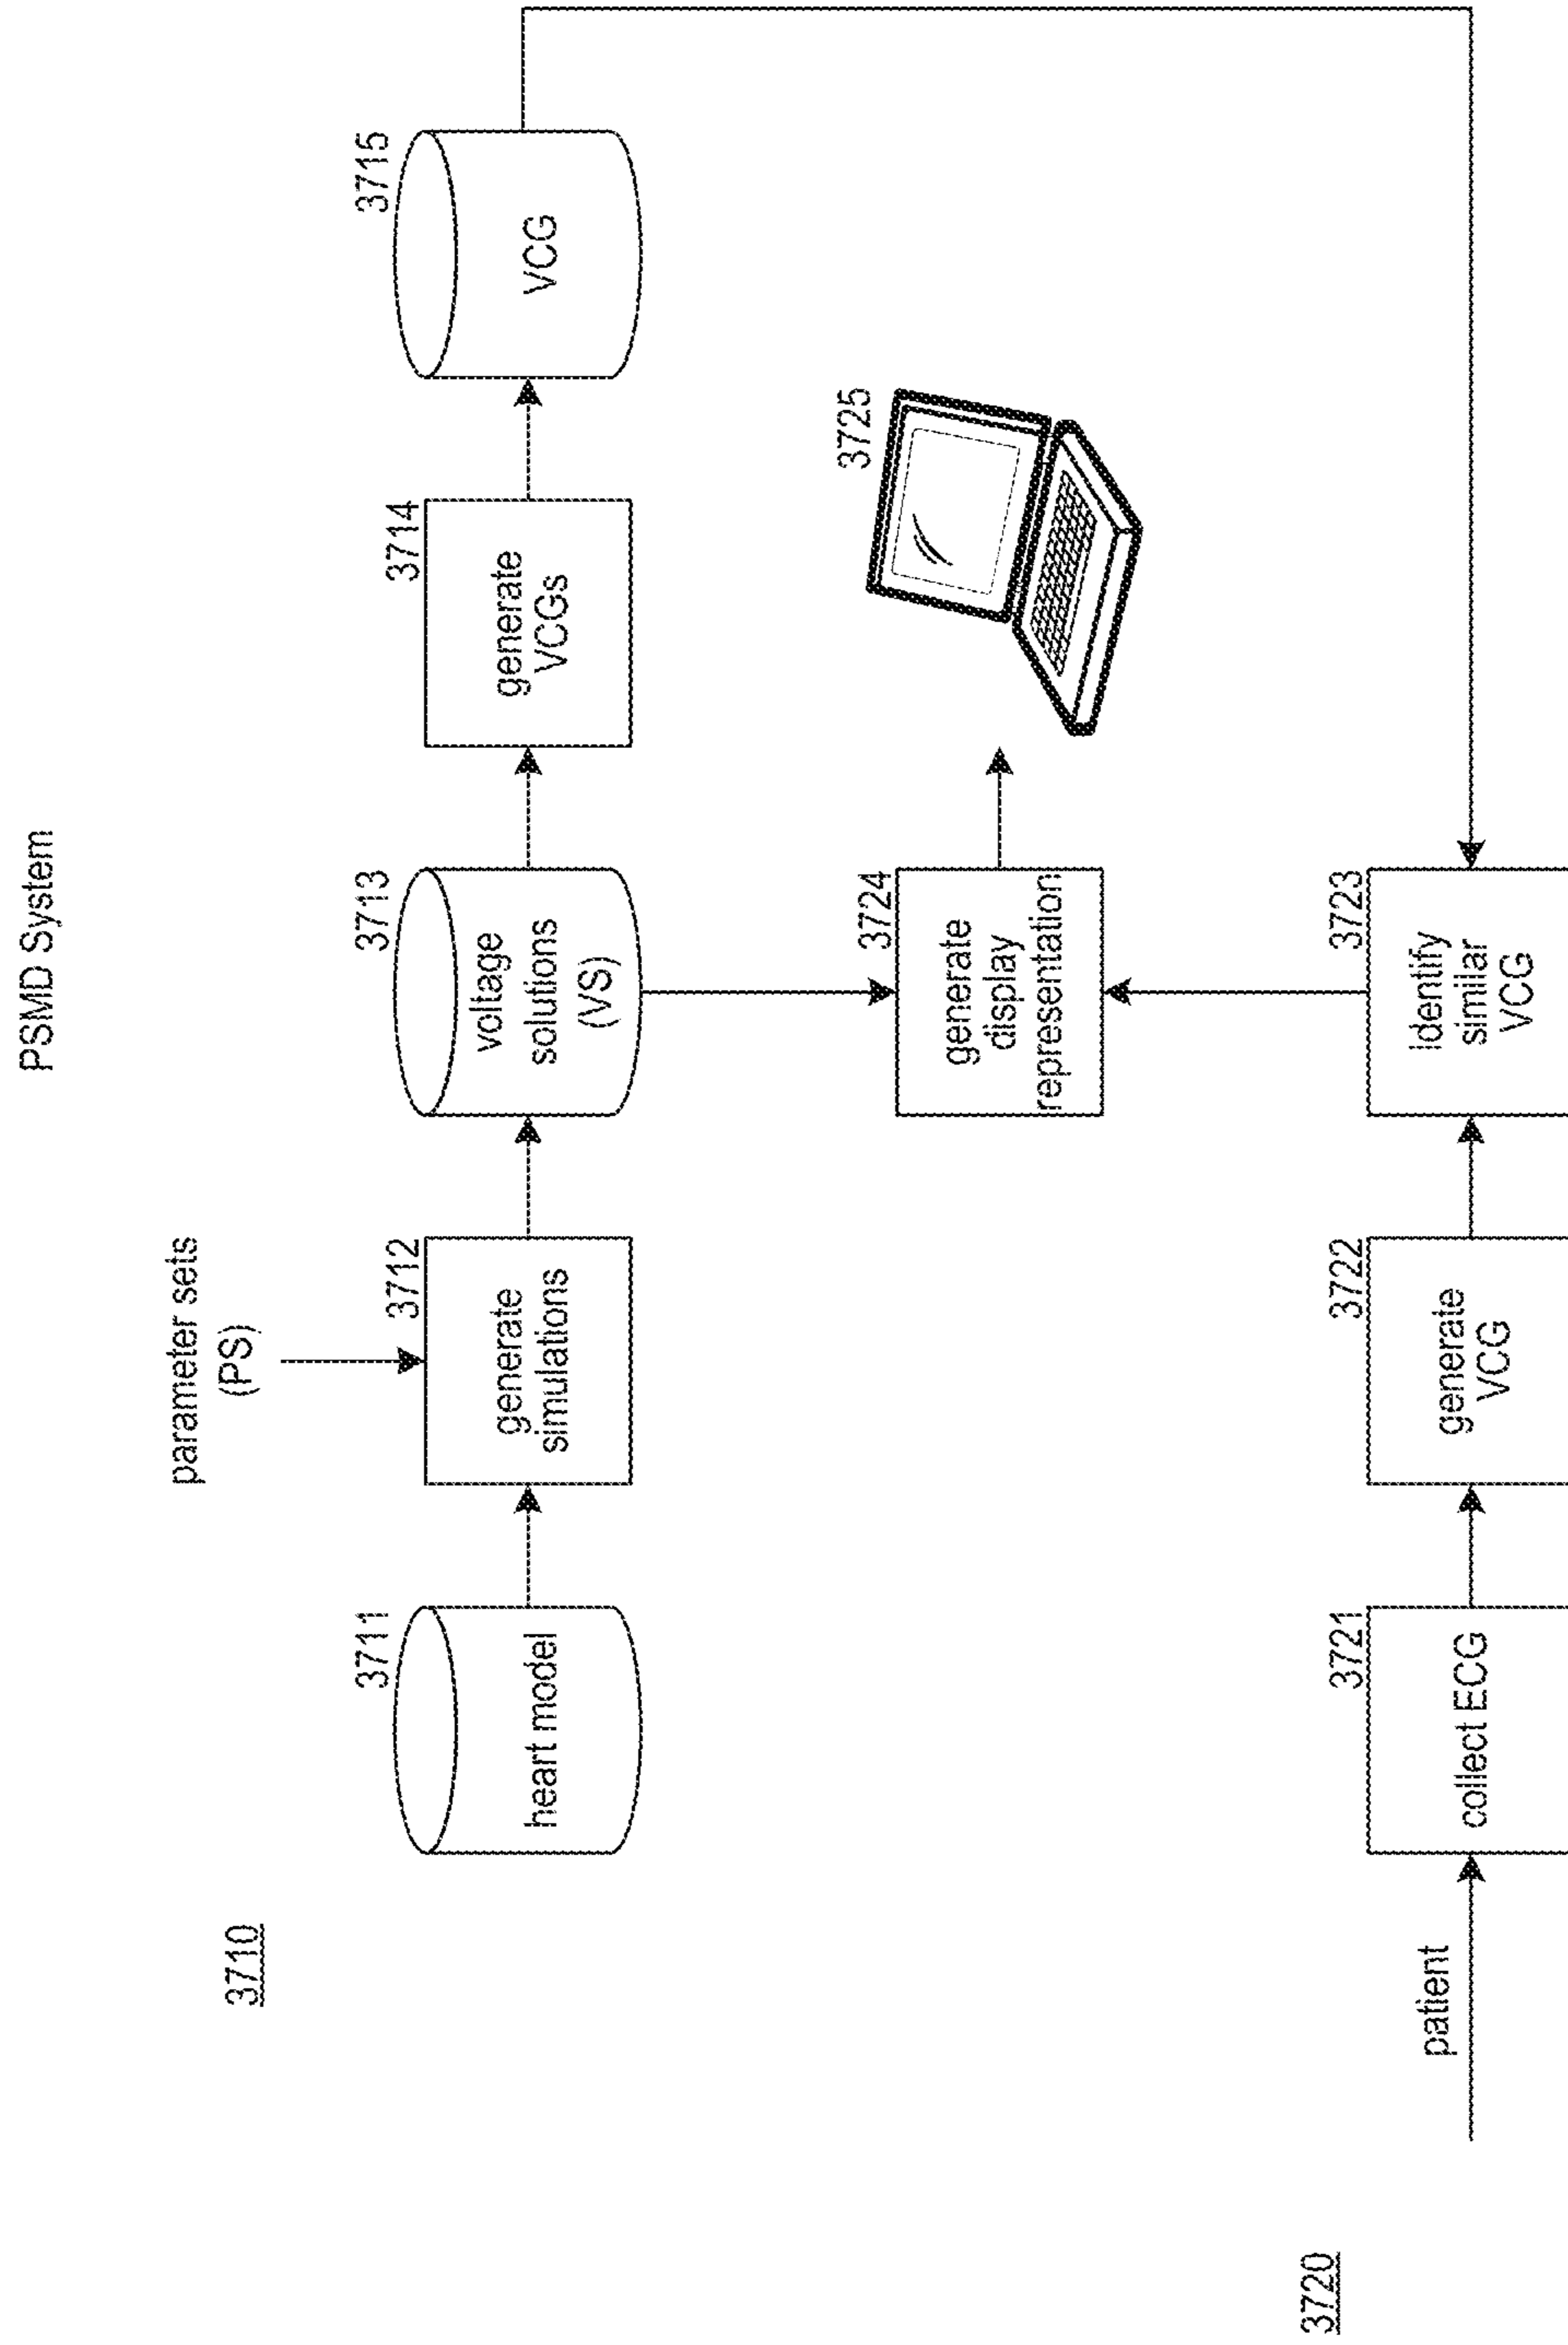 PSMD System
3710
parameter sets
(PS)
3711
heart model
3712
generate
simulations
3713
voltage
solutions
(VS)
3714
generate
VCGs
3715
VCG
3724
generate
display
representation
3725
3720
patient
3721
collect ECG
3722
generate
VCG
3723
Identify
similar
VCG